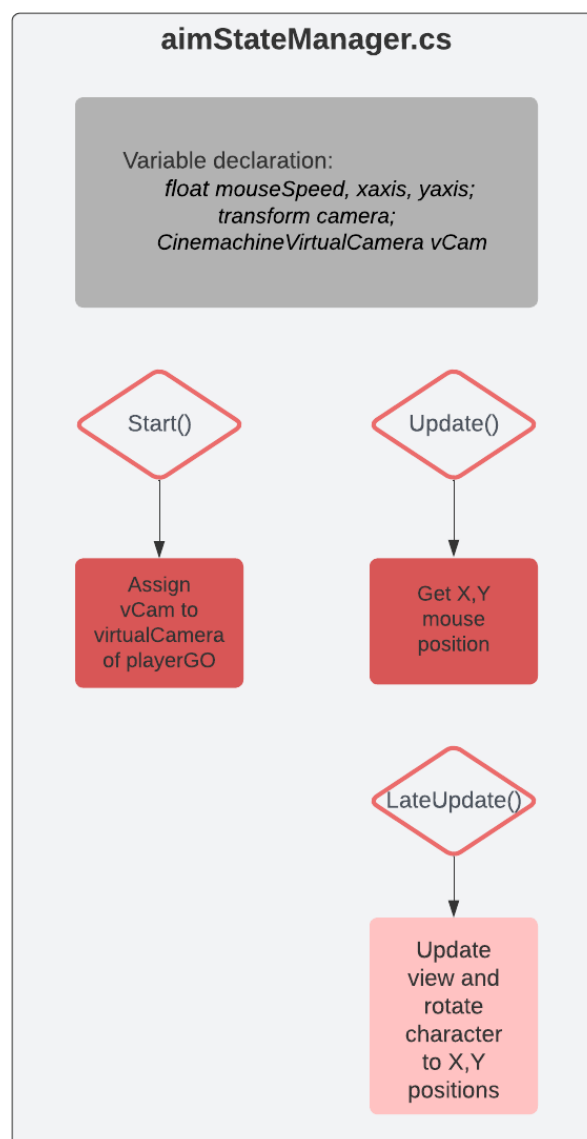 aimStateManager.cs
Variable declaration:
float mouseSpeed, xaxis, yaxis;
transform camera;
CinemachineVirtualCamera vCam
Start()
Update()
Assign
vCam to
virtualCamera
of playerGO
Get X,Y
mouse
position
LateUpdate()
Update
view and
rotate
character
to X,Y
positions